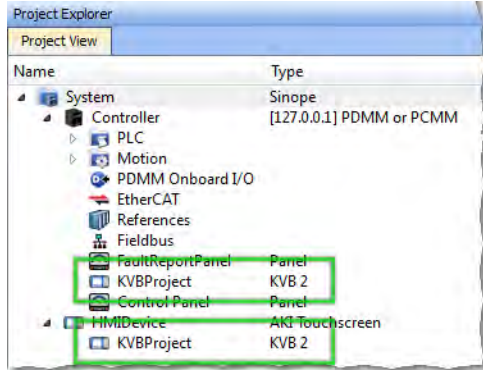 Project Explorer
Project View
Name Type
System Sinope
Controller [127.0.0.1] PDMM or PCMM
PLC
Motion
PDMM Onboard I/O
EtherCAT
References
Fieldbus
FaultReportPanel Panel
KVBProject KVB 2
Control Panel Panel
HMIDevice AKI Touchscreen
KVBProject KVB 2